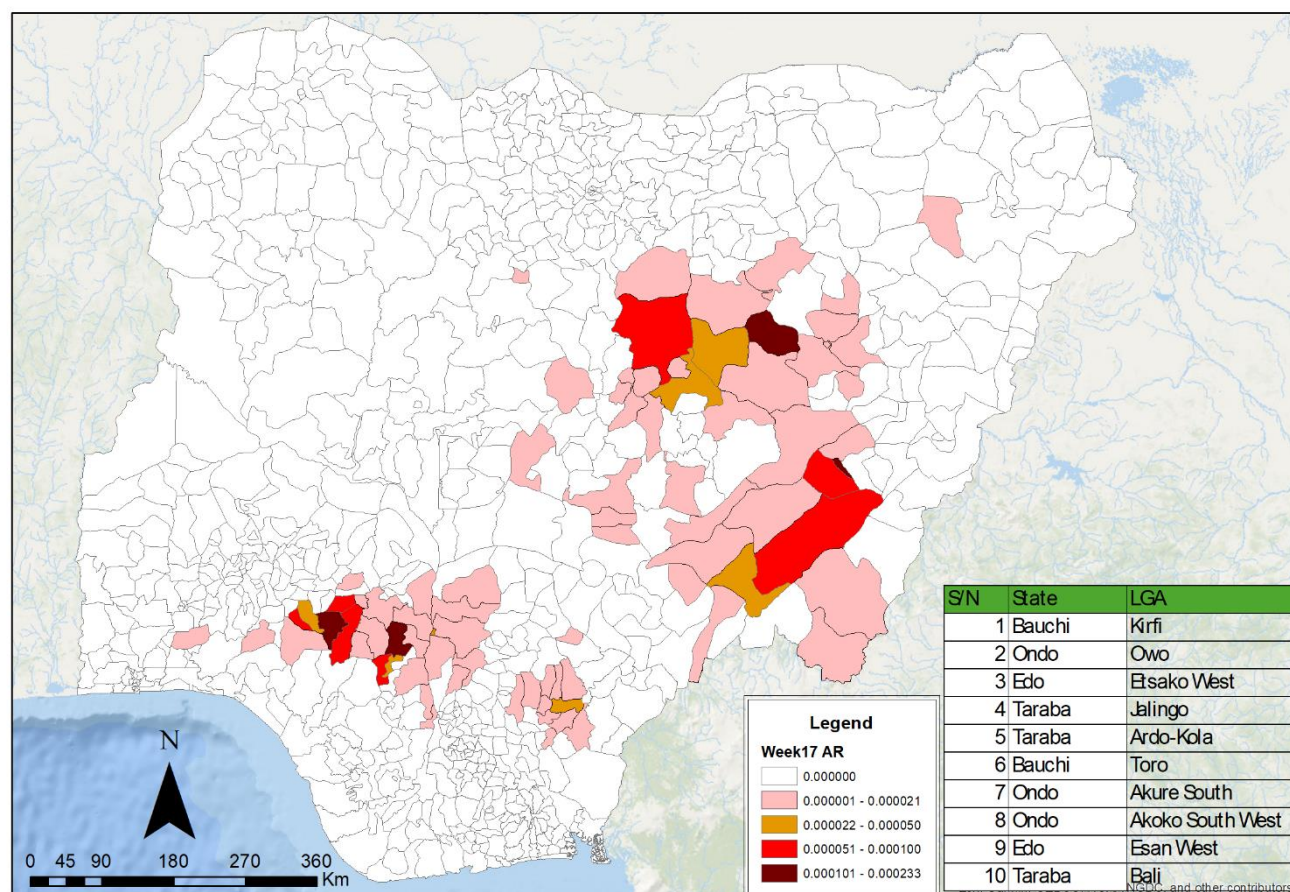 S/N State LGA
1 Bauchi Kirfi
2 Ondo Owo
3 Edo Etsako West
4 Taraba Jalingo
5 Taraba Ardo-Kola
6 Bauchi Toro
7 Ondo Akure South
8 Ondo Akoko South West
9 Edo Esan West
10 Taraba Bali
NGDC, and other contributors
Legend
Week17 AR
0.000000
0.000001 - 0.000021
0.000022 - 0.000050
0.000051 - 0.000100
0.000101 - 0.000233
N
0 45 90 180 270 360
Km